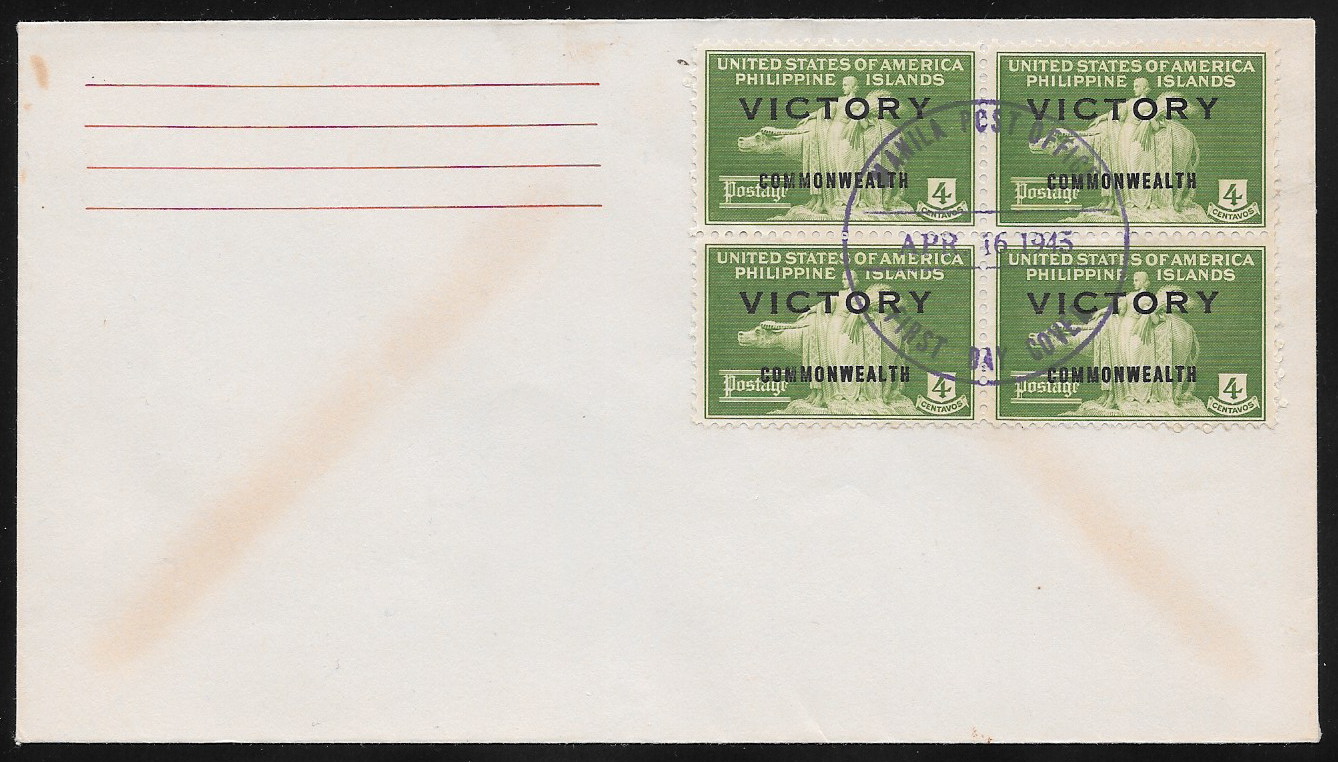 UNITED STATES OF AMERICA
PHILIPPINE ISLANDS
VICTORY
COMMONWEALTH
Postage
4
CENTAVOS
UNITED STATES OF AMERICA
PHILIPPINE ISLANDS
VICTORY
COMMONWEALTH
Postage
4
CENTAVOS
UNITED STATES OF AMERICA
PHILIPPINE ISLANDS
VICTORY
COMMONWEALTH
Postage
4
CENTAVOS
UNITED STATES OF AMERICA
PHILIPPINE ISLANDS
VICTORY
COMMONWEALTH
Postage
4
CENTAVOS
MANILA POST OFFICE
APR 16 1945
FIRST DAY COVER